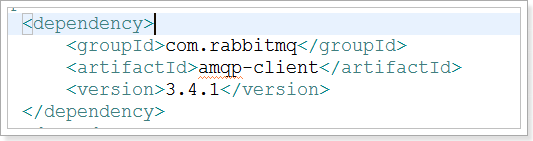 <dependency>
<groupId>com.rabbitmq</groupId>
<artifactId>amqp-client</artifactId>
<version>3.4.1</version>
</dependency>